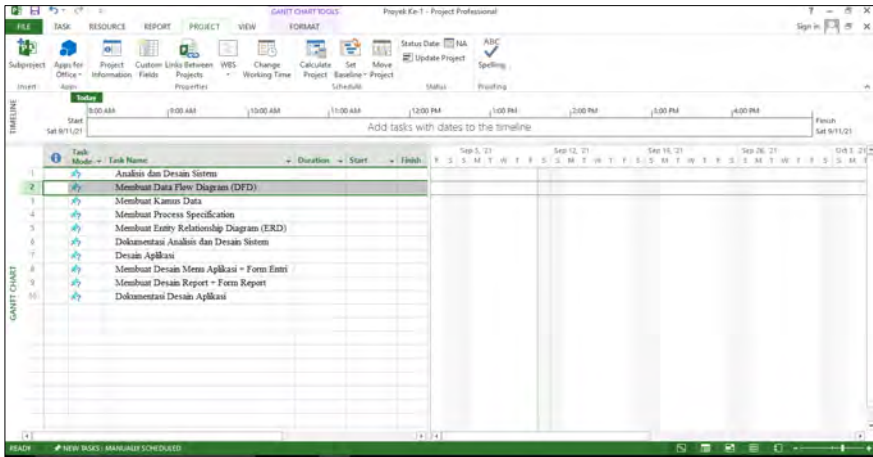 GANTT CHART TOOLS
Proyek Ke-1 - Project Professional
FILE TASK RESOURCE REPORT PROJECT VIEW FORMAT Sign in
Subproject
Apps for Office
Project Information
Custom Fields
Links Between Projects
WBS
Change Working Time
Calculate Project
Set Baseline
Move Project
Status Date: NA
Update Project
ABC
Spelling
Insert Apps Properties Schedule Status Proofing
TIMELINE
Today
8:00 AM 9:00 AM 10:00 AM 11:00 AM 12:00 PM 1:00 PM 2:00 PM 3:00 PM 4:00 PM
Start
Sat 9/11/21
Add tasks with dates to the timeline
Finish
Sat 9/11/21
Task Mode Task Name Duration Start Finish
Sep 5, '21 Sep 12, '21 Sep 19, '21 Sep 26, '21 Oct 3, '21
F S S M T W T F S S M T W T F S S M T W T F S S M T W T F S S M
1 Analisis dan Desain Sistem
2 Membuat Data Flow Diagram (DFD)
3 Membuat Kamus Data
4 Membuat Process Specification
5 Membuat Entity Relationship Diagram (ERD)
6 Dokumentasi Analisis dan Desain Sistem
7 Desain Aplikasi
8 Membuat Desain Menu Aplikasi + Form Entri
9 Membuat Desain Report + Form Report
10 Dokumentasi Desain Aplikasi
GANTT CHART
READY NEW TASKS : MANUALLY SCHEDULED